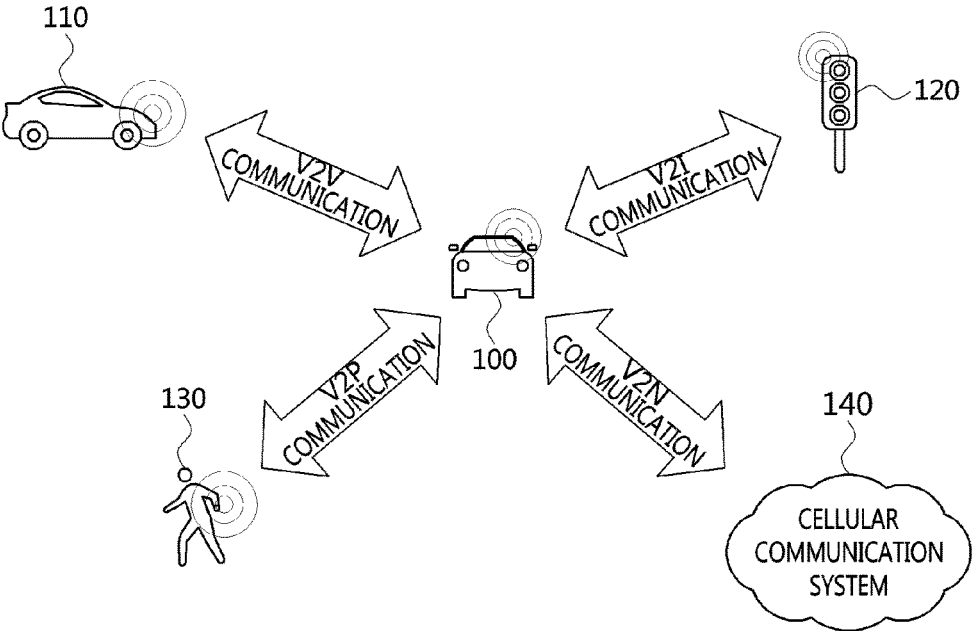 110
120
V2V
COMMUNICATION
V2I
COMMUNICATION
100
V2P
COMMUNICATION
V2N
COMMUNICATION
130
140
CELLULAR
COMMUNICATION
SYSTEM